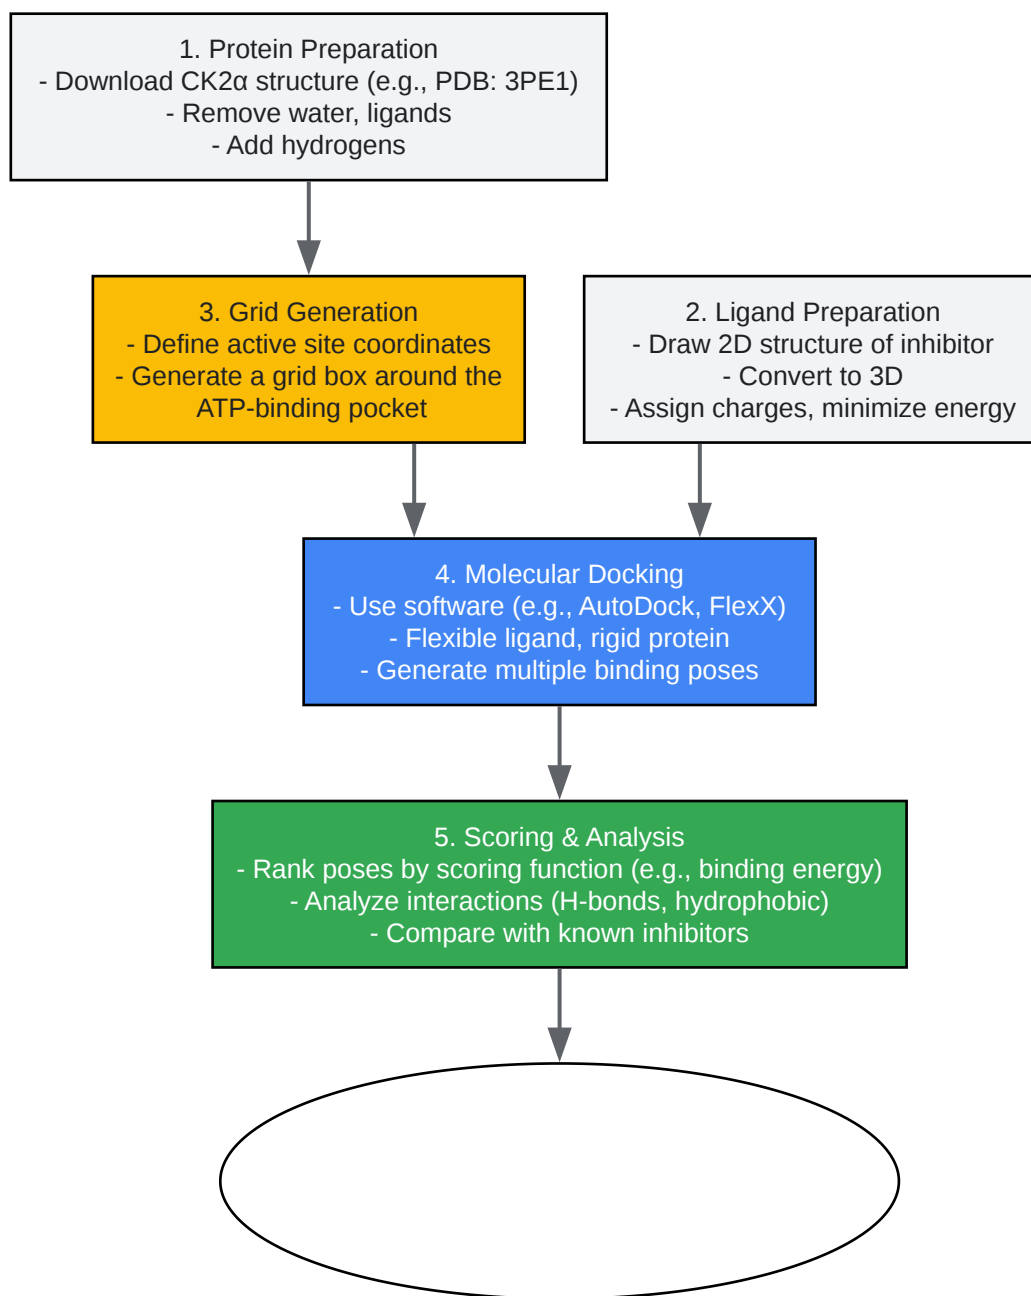 1. Protein Preparation
- Download CK2α structure (e.g., PDB: 3PE1)
- Remove water, ligands
- Add hydrogens
3. Grid Generation
- Define active site coordinates
- Generate a grid box around the
ATP-binding pocket
2. Ligand Preparation
- Draw 2D structure of inhibitor
- Convert to 3D
- Assign charges, minimize energy
4. Molecular Docking
- Use software (e.g., AutoDock, FlexX)
- Flexible ligand, rigid protein
- Generate multiple binding poses
5. Scoring & Analysis
- Rank poses by scoring function (e.g., binding energy)
- Analyze interactions (H-bonds, hydrophobic)
- Compare with known inhibitors